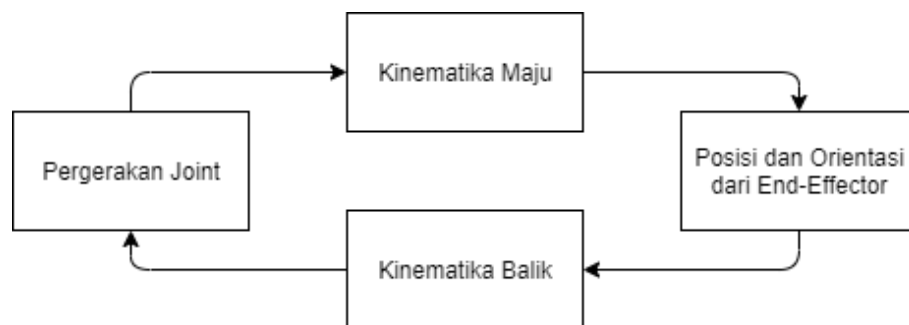 Kinematika Maju
Pergerakan Joint
Posisi dan Orientasi
dari End-Effector
Kinematika Balik